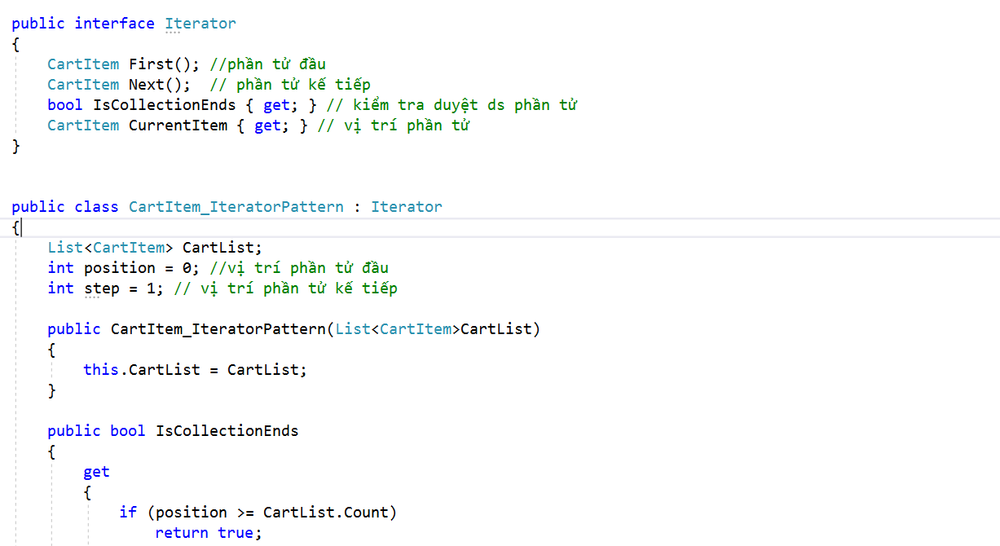 public interface Iterator
{
    CartItem First(); //phần tử đầu
    CartItem Next();  // phần tử kế tiếp
    bool IsCollectionEnds { get; } // kiểm tra duyệt ds phần tử
    CartItem CurrentItem { get; } // vị trí phần tử
}
public class CartItem_IteratorPattern : Iterator
{
    List<CartItem> CartList;
    int position = 0; //vị trí phần tử đầu
    int step = 1; // vị trí phần tử kế tiếp
    public CartItem_IteratorPattern(List<CartItem>CartList)
    {
        this.CartList = CartList;
    }
    public bool IsCollectionEnds
    {
        get
        {
            if (position >= CartList.Count)
                return true;